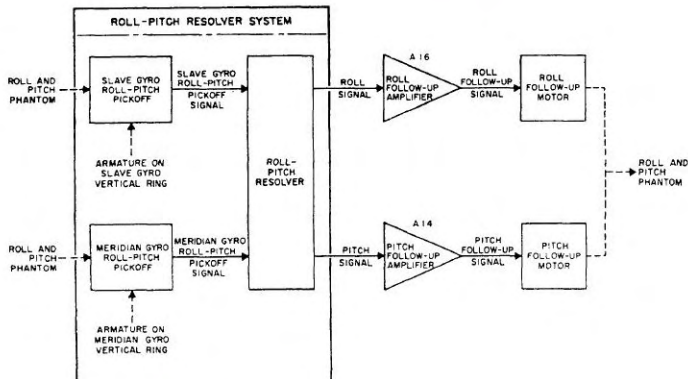 ROLL-PITCH RESOLVER SYSTEM
ROLL AND
PITCH
PHANTOM
SLAVE GYRO
ROLL-PITCH
PICKOFF
SLAVE GYRO
ROLL-PITCH
PICKOFF
SIGNAL
ARMATURE ON
SLAVE GYRO
VERTICAL RING
ROLL-
PITCH
RESOLVER
ROLL
SIGNAL
A16
ROLL
FOLLOW-UP
AMPLIFIER
ROLL
FOLLOW-UP
SIGNAL
ROLL
FOLLOW-UP
MOTOR
ROLL AND
PITCH
PHANTOM
ROLL AND
PITCH
PHANTOM
MERIDIAN GYRO
ROLL-PITCH
PICKOFF
MERIDIAN GYRO
ROLL-PITCH
PICKOFF
SIGNAL
ARMATURE ON
MERIDIAN GYRO
VERTICAL RING
PITCH
SIGNAL
A14
PITCH
FOLLOW-UP
AMPLIFIER
PITCH
FOLLOW-UP
SIGNAL
PITCH
FOLLOW-UP
MOTOR